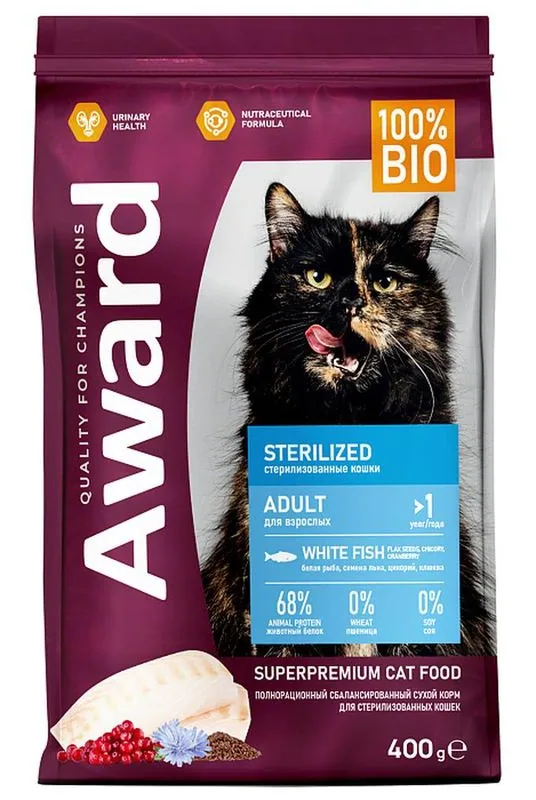 URINARY
HEALTH
NUTRACEUTICAL
FORMULA
100%
BIO
Award
QUALITY FOR CHAMPIONS
STERILIZED
стерилизованные кошки
ADULT
для взрослых
>1
year/года
WHITE FISH FLAX SEEDS, CHICORY,
CRANBERRY
белая рыба, семена льна, цикорий, клюква
68%
ANIMAL PROTEIN
животный белок
0%
WHEAT
пшеница
0%
SOY
соя
SUPERPREMIUM CAT FOOD
ПОЛНОРАЦИОННЫЙ СБАЛАНСИРОВАННЫЙ СУХОЙ КОРМ
ДЛЯ СТЕРИЛИЗОВАННЫХ КОШЕК
400 g ℮